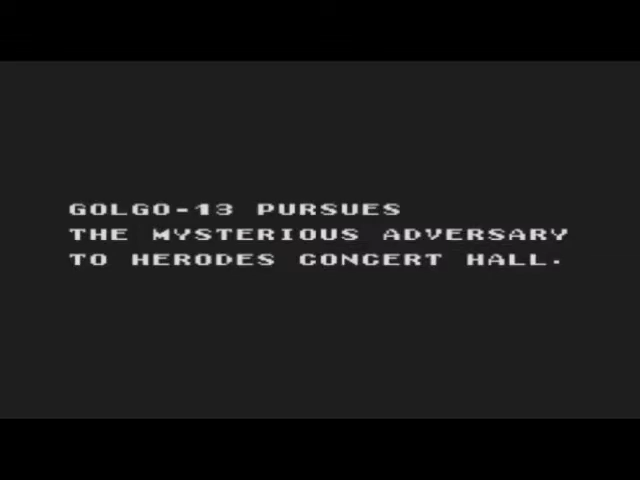 GOLGO-13 PURSUES
THE MYSTERIOUS ADVERSARY
TO HERODES CONCERT HALL.